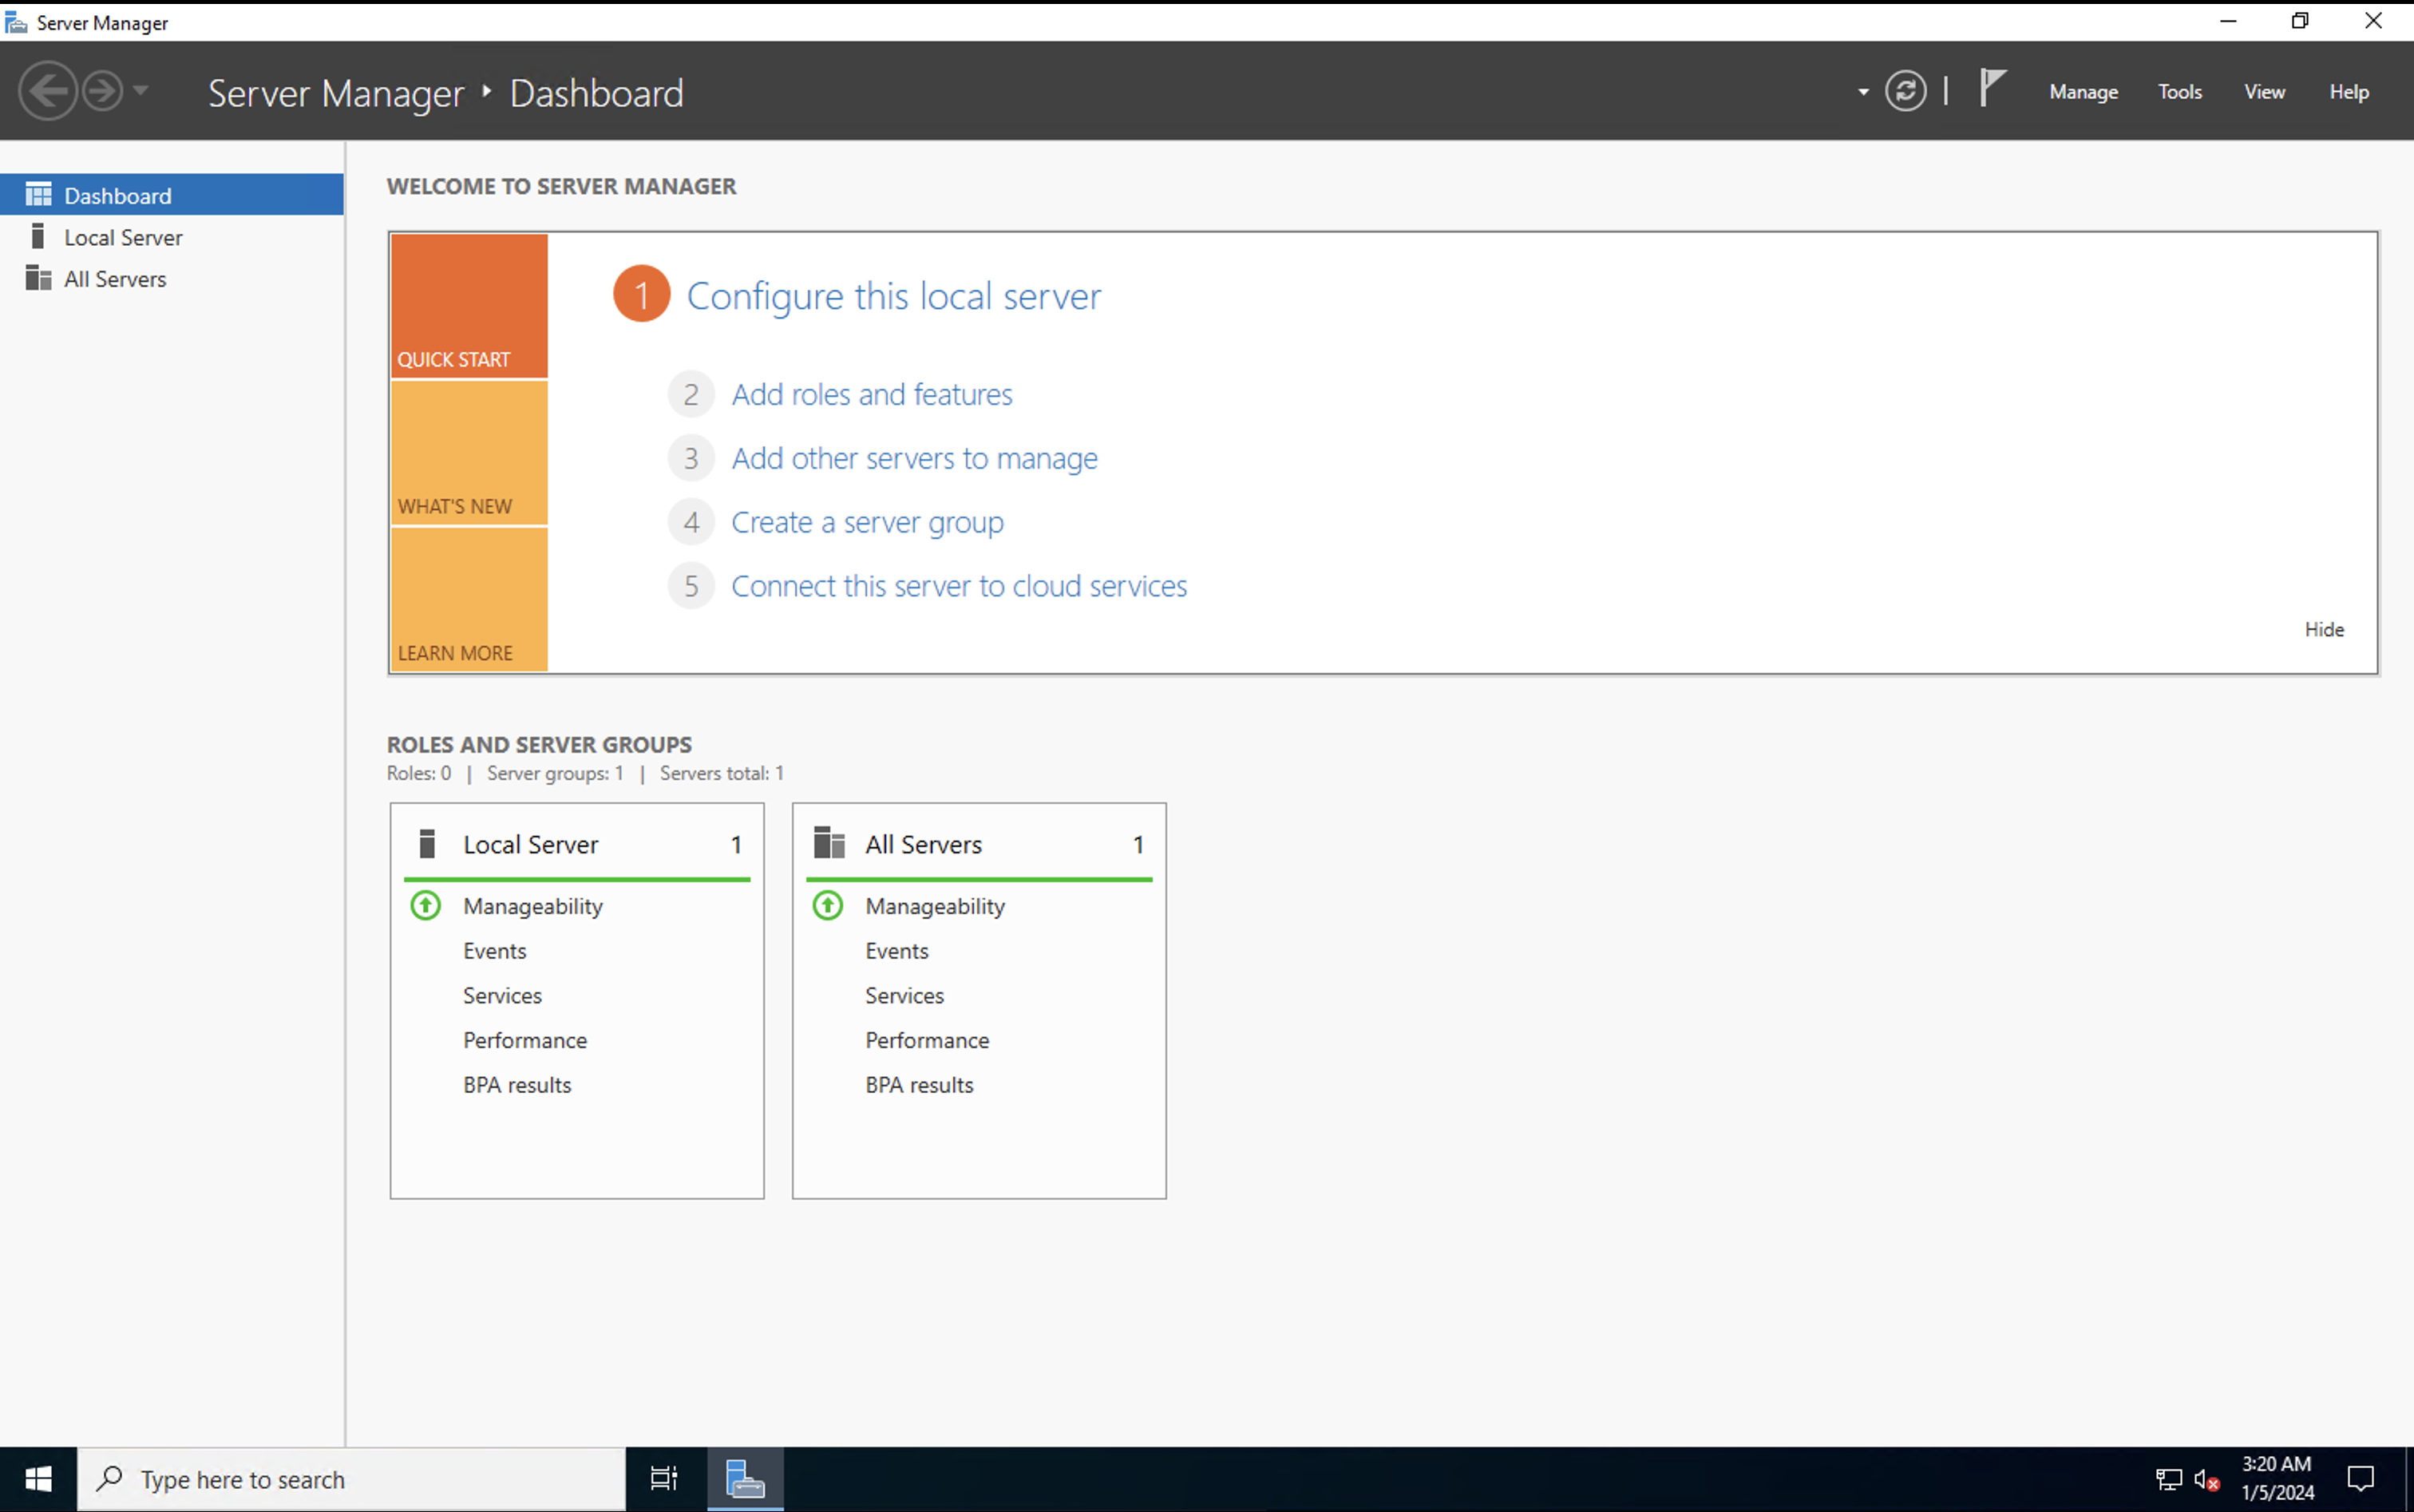 Server Manager
Server Manager Dashboard
Manage Tools View Help
Dashboard
Local Server
All Servers
WELCOME TO SERVER MANAGER
QUICK START
WHAT'S NEW
LEARN MORE
1 Configure this local server
2 Add roles and features
3 Add other servers to manage
4 Create a server group
5 Connect this server to cloud services
Hide
ROLES AND SERVER GROUPS
Roles: 0 | Server groups: 1 | Servers total: 1
Local Server 1
Manageability
Events
Services
Performance
BPA results
All Servers 1
Manageability
Events
Services
Performance
BPA results
Type here to search
3:20 AM
1/5/2024